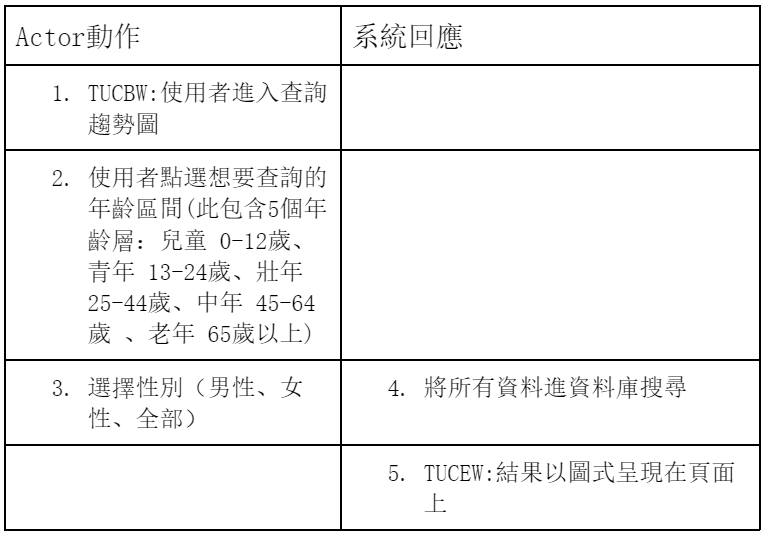 Actor動作
系統回應
1. TUCBW:使用者進入查詢
趨勢圖
2. 使用者點選想要查詢的
年齡區間(此包含5個年
齡層: 兒童 0-12歲、
青年 13-24歲、壯年
25-44歲、中年 45-64
歲 、老年 65歲以上)
3. 選擇性別（男性、女
性、全部）
4. 將所有資料進資料庫搜尋
5. TUCEW:結果以圖式呈現在頁面
上